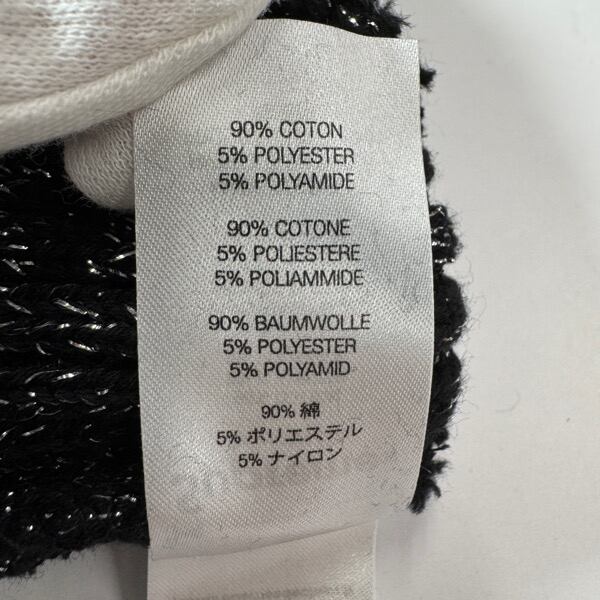 90% COTON
5% POLYESTER
5% POLYAMIDE
90% COTONE
5% POLIESTERE
5% POLIAMMIDE
90% BAUMWOLLE
5% POLYESTER
5% POLYAMID
90% 綿
5% ポリエステル
5% ナイロン